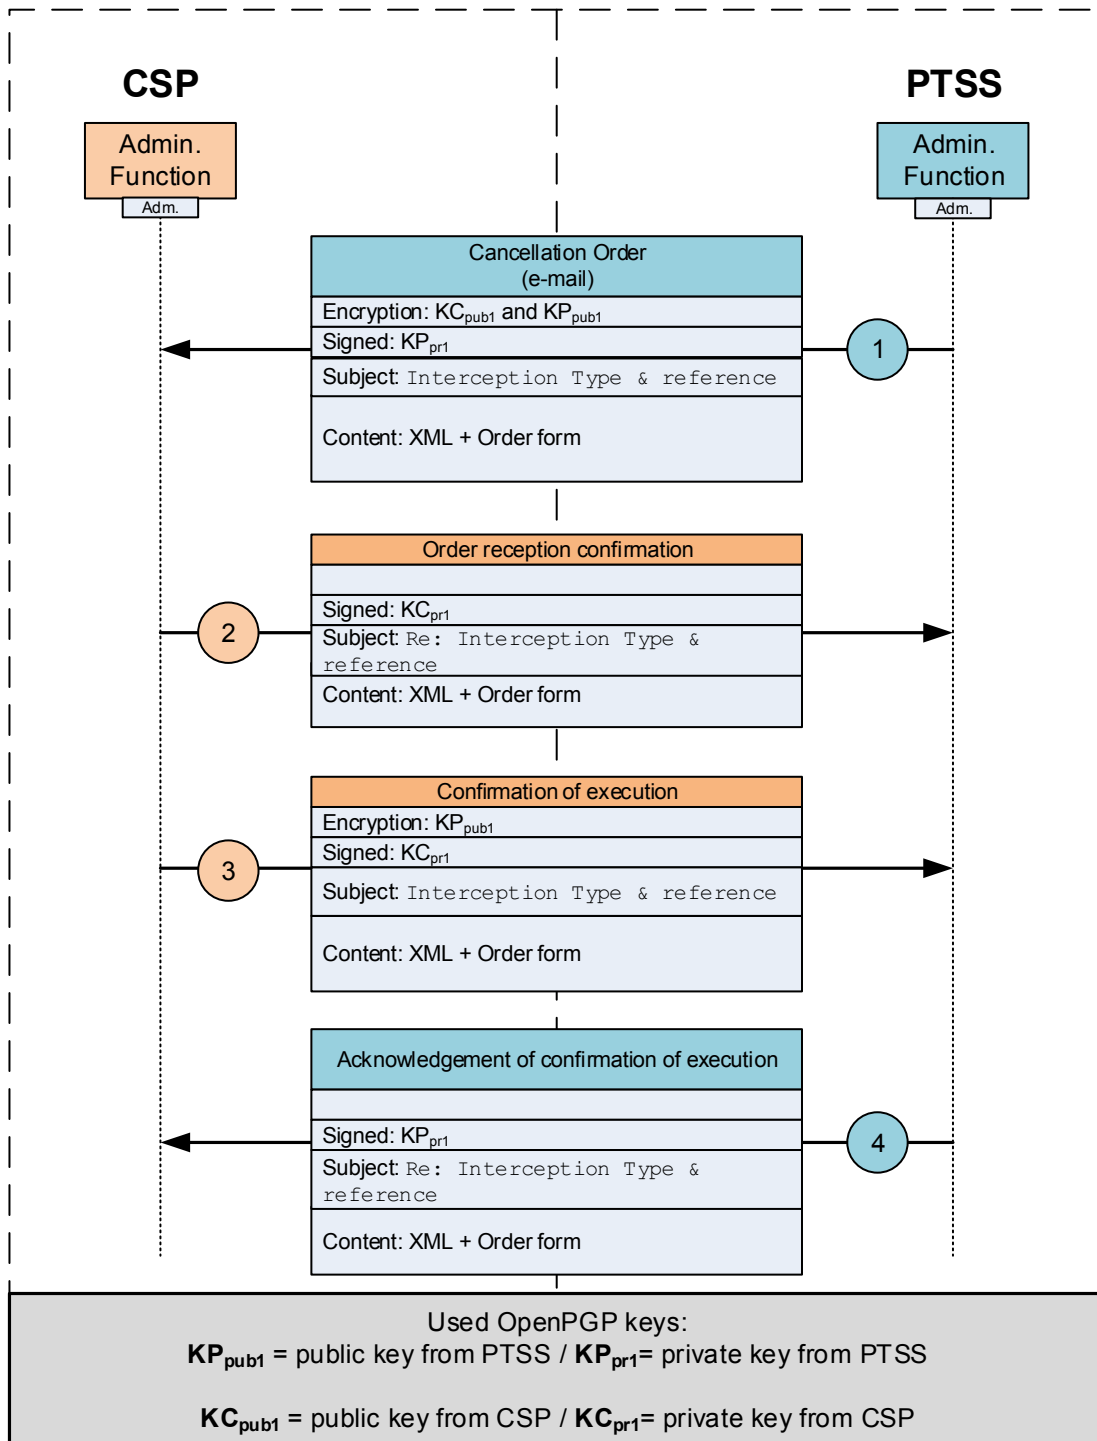 CSP
PTSS
Admin.
Function
Adm.
Admin.
Function
Adm.
Cancellation Order
(e-mail)
Encryption: KCpub1 and KPpub1
Signed: KPpr1
1
Subject: Interception Type & reference
Content: XML + Order form
Order reception confirmation
Signed: KCpr1
2
Subject: Re: Interception Type &
reference
Content: XML + Order form
Confirmation of execution
Encryption: KPpub1
Signed: KCpr1
3
Subject: Interception Type & reference
Content: XML + Order form
Acknowledgement of confirmation of execution
Signed: KPpr1
4
Subject: Re: Interception Type &
reference
Content: XML + Order form
Used OpenPGP keys:
KPpub1 = public key from PTSS / KPpr1= private key from PTSS
KCpub1 = public key from CSP / KCpr1= private key from CSP